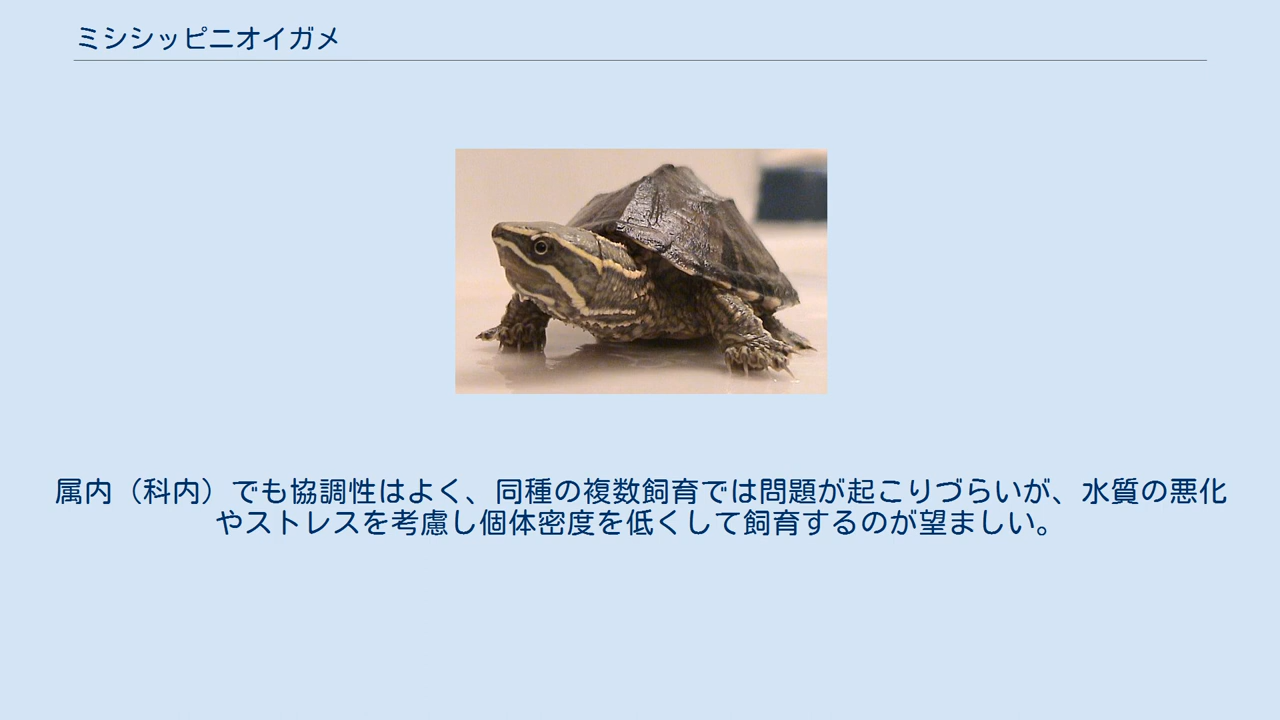 ミシシッピニオイガメ
属内（科内）でも協調性はよく、同種の複数飼育では問題が起こりづらいが、水質の悪化
やストレスを考慮し個体密度を低くして飼育するのが望ましい。